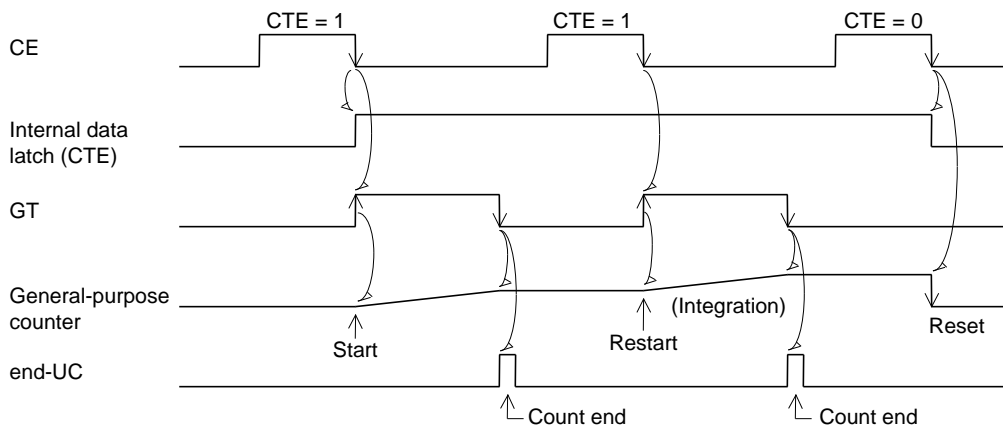 CTE = 1
CTE = 1
CTE = 0
CE
Internal data
latch (CTE)
GT
General-purpose
counter
(Integration)
Start
Restart
Reset
end-UC
Count end
Count end